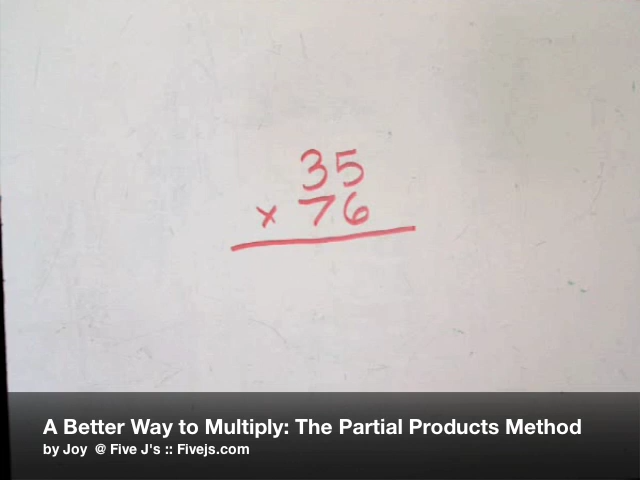 35
x 76
A Better Way to Multiply: The Partial Products Method
by Joy @ Five J's :: Fivejs.com